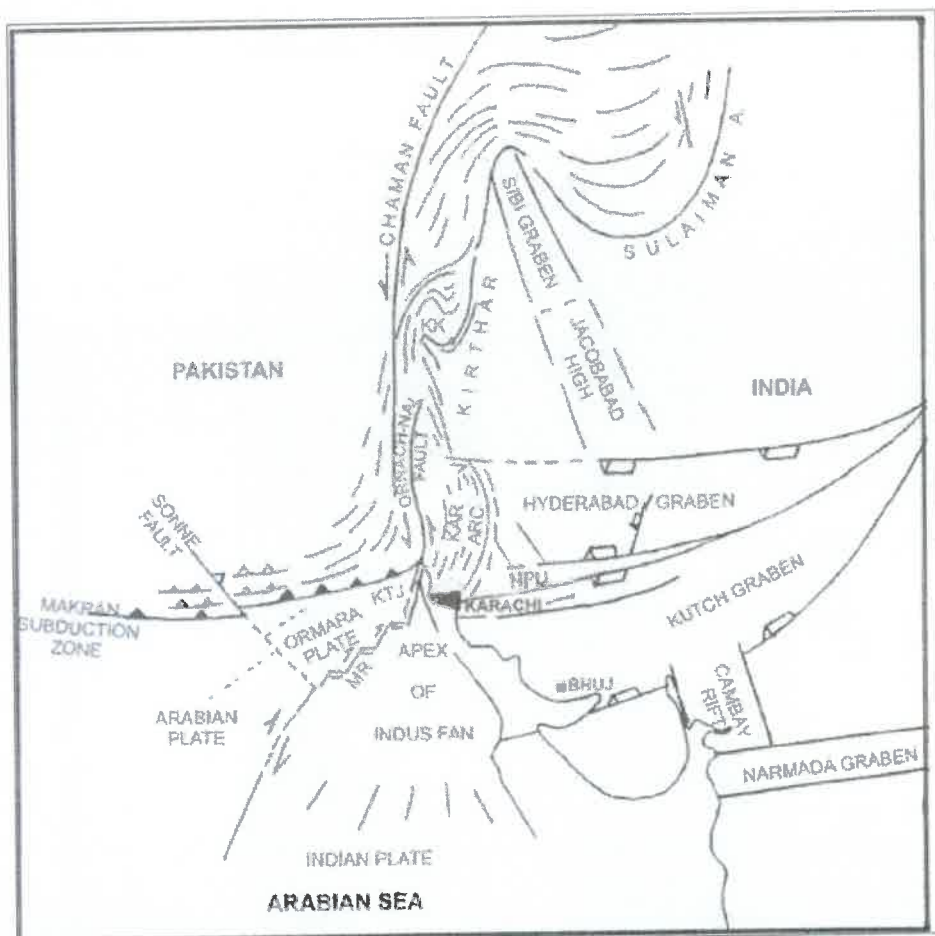 CHAMAN FAULT
SULAIMAN A
SIBI GRABEN
JACOBABAD
HIGH
KIRTHAR
QX
PAKISTAN
INDIA
ORNACH-NAL
FAULT
SONNE
FAULT
KAR
ARC
HYDERABAD GRABEN
NPU
KARACHI
KUTCH GRABEN
MAKRAN
SUBDUCTION
ZONE
KTJ
ORMARA
PLATE
MR
APEX
OF
INDUS FAN
ARABIAN
PLATE
BHUJ
CAMBAY
RIFT
NARMADA GRABEN
INDIAN PLATE
ARABIAN SEA